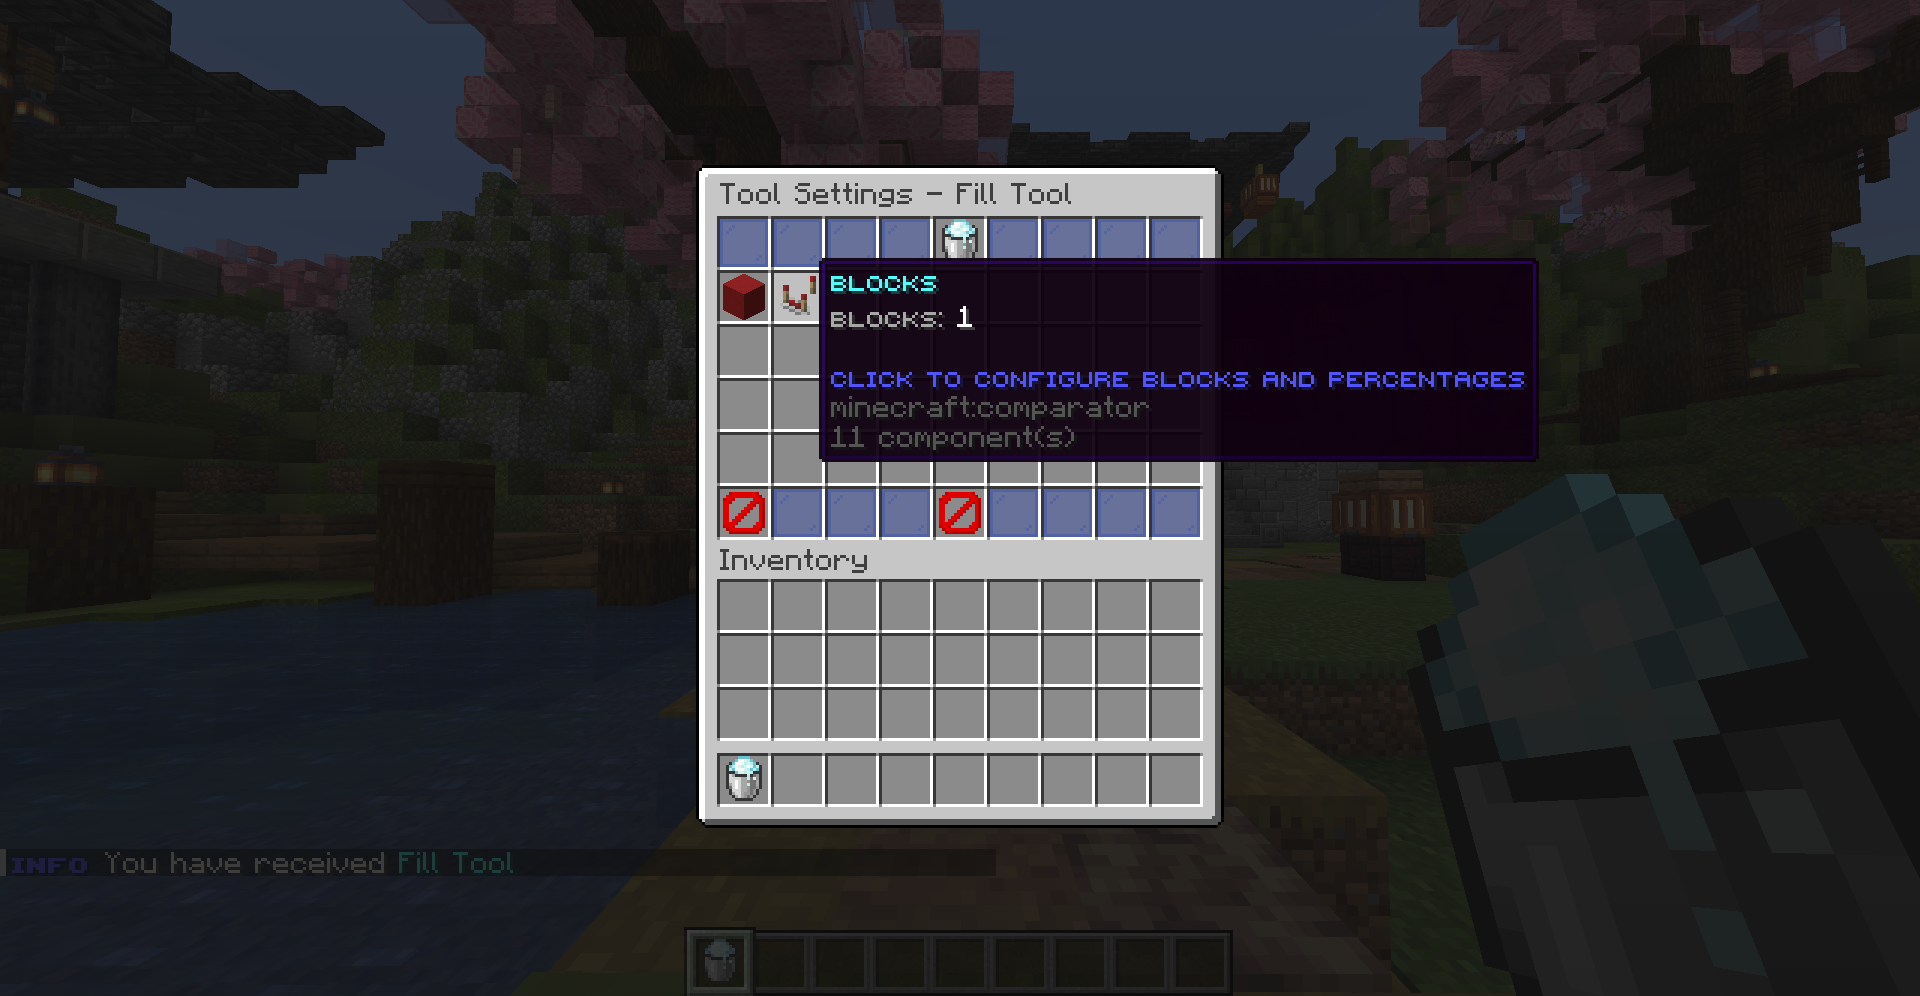 Tool Settings - Fill Tool
BLOCKS
BLOCKS: 1
CLICK TO CONFIGURE BLOCKS AND PERCENTAGES
minecraft:comparator
11 component(s)
Inventory
INFO You have received Fill Tool